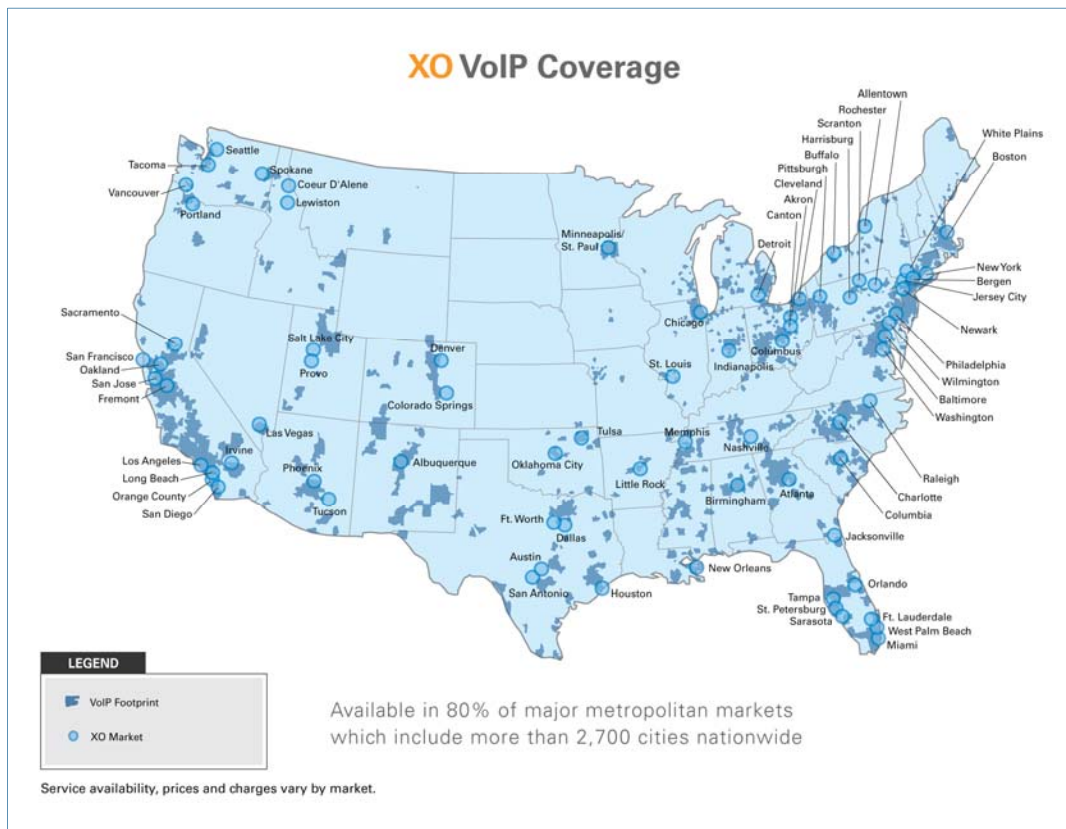 XO VoIP Coverage
Allentown
Rochester
Scranton
White Plains
Harrisburg
Boston
Buffalo
Pittsburgh
Cleveland
Akron
Canton
Detroit
Seattle
Tacoma
Spokane
Coeur D'Alene
Vancouver
Lewiston
Portland
Minneapolis/
St. Paul
New York
Bergen
Jersey City
Newark
Chicago
Sacramento
Salt Lake City
Denver
Columbus
San Francisco
Oakland
Provo
St. Louis
Indianapolis
Philadelphia
San Jose
Wilmington
Fremont
Colorado Springs
Baltimore
Washington
Las Vegas
Tulsa
Memphis
Nashville
Irvine
Los Angeles
Phoenix
Albuquerque
Oklahoma City
Long Beach
Little Rock
Raleigh
Orange County
Birmingham
Atlanta
Charlotte
San Diego
Tucson
Columbia
Ft. Worth
Dallas
Jacksonville
Austin
New Orleans
San Antonio
Houston
Orlando
Tampa
St. Petersburg
Ft. Lauderdale
Sarasota
West Palm Beach
Miami
LEGEND
VoIP Footprint
XO Market
Available in 80% of major metropolitan markets
which include more than 2,700 cities nationwide
Service availability, prices and charges vary by market.